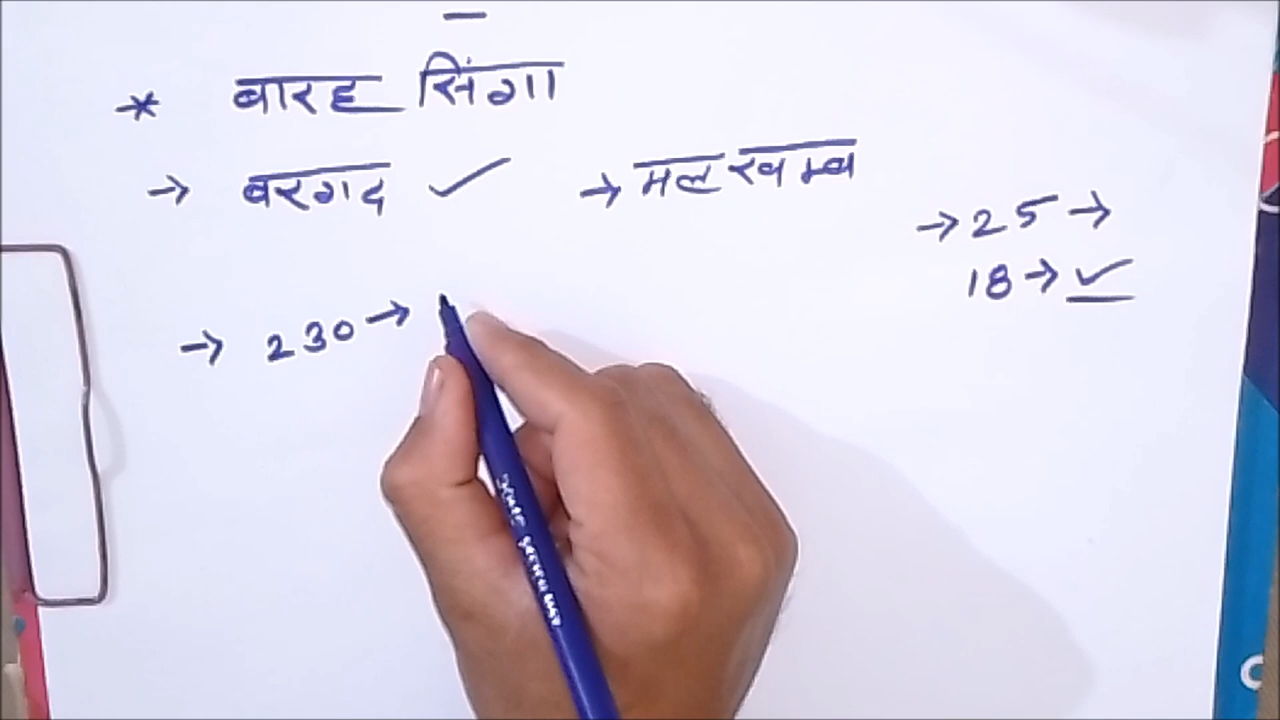 * बारह सिंगा
→ बरगद ✓ → मलखम्ब
→ 25 →
18 → ✓
→ 230 →